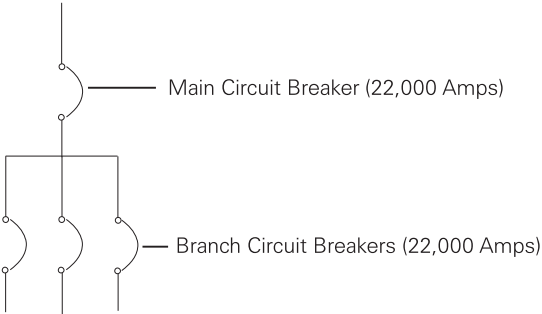 Main Circuit Breaker (22,000 Amps)
Branch Circuit Breakers (22,000 Amps)